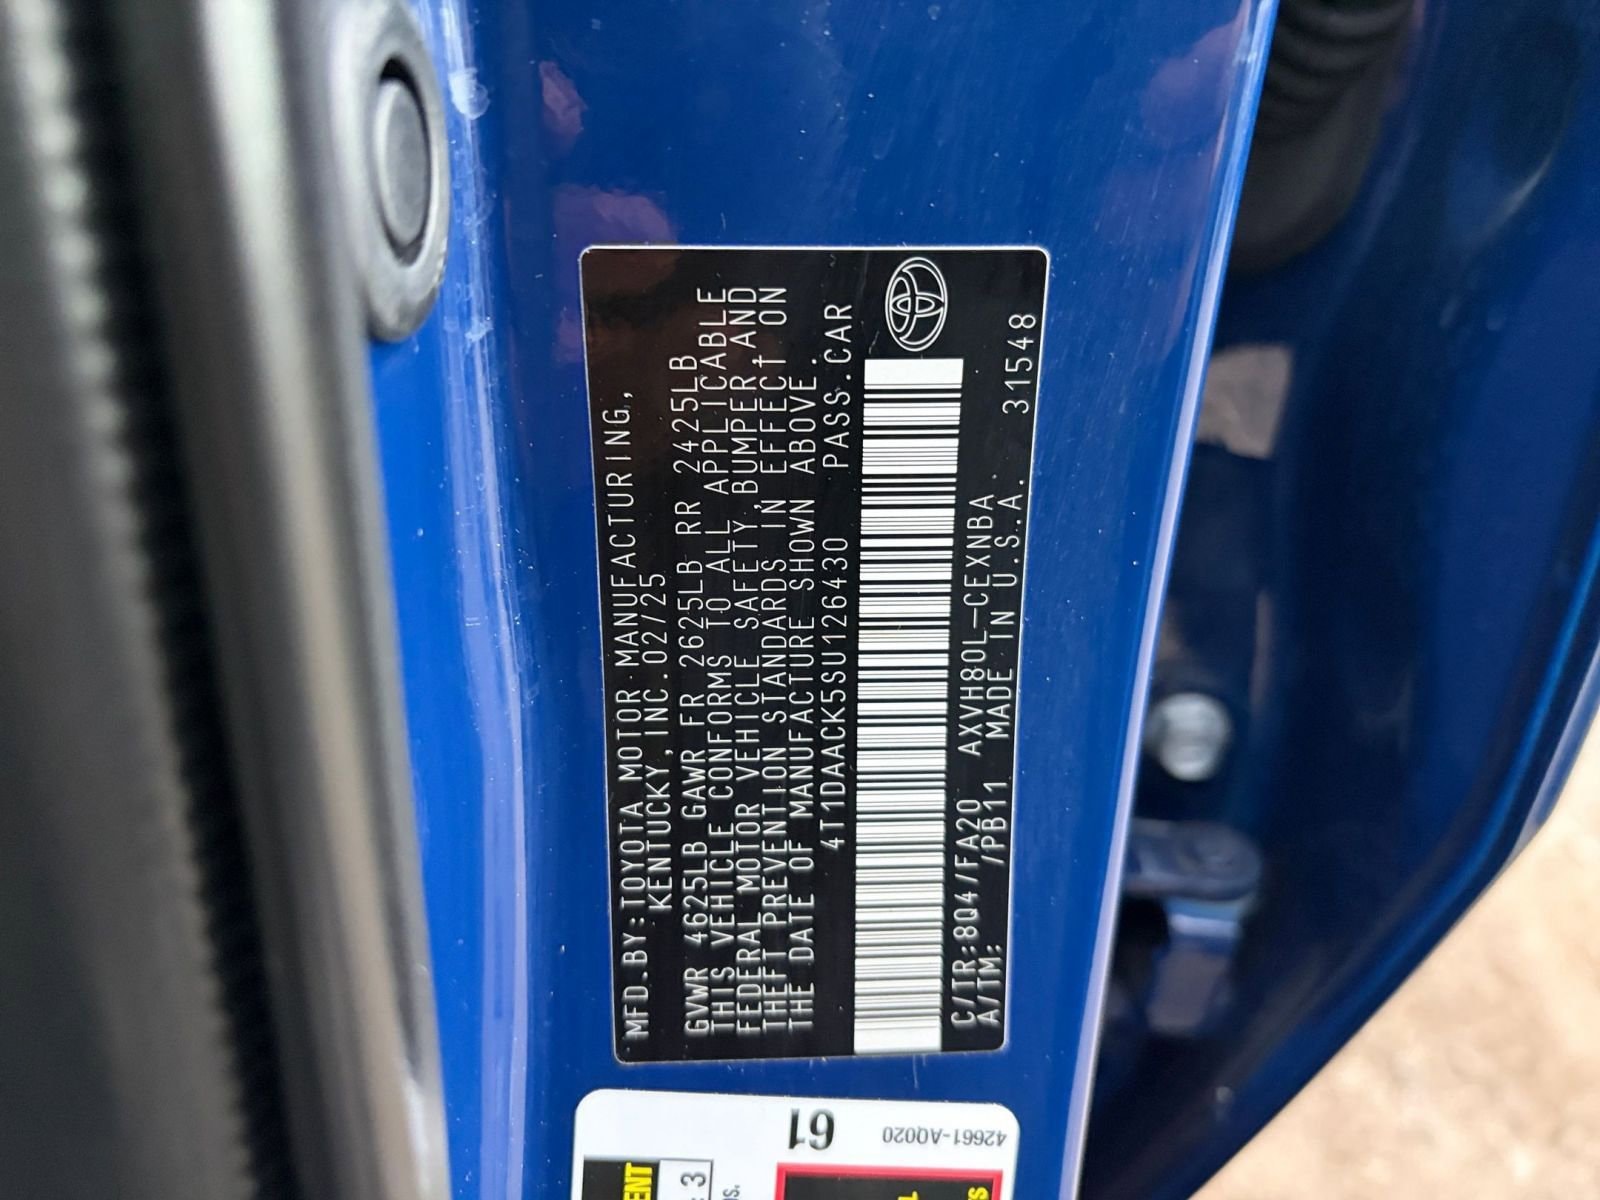 MFD.BY:TOYOTA MOTOR MANUFACTURING,
KENTUCKY,INC.02/25
GVWR 4625LB GAWR FR 2625LB RR 2425LB
THIS VEHICLE CONFORMS TO ALL APPLICABLE
FEDERAL MOTOR VEHICLE SAFETY,BUMPER,AND
THEFT PREVENTION STANDARDS IN EFFECT ON
THE DATE OF MANUFACTURE SHOWN ABOVE.
4T1DAACK5SU126430 PASS.CAR
C/TR:8Q4/FA20 AXVH80L-CEXNBA
A/TM: /PB11 MADE IN U.S.A. 31548
61
42661-AQ020
3